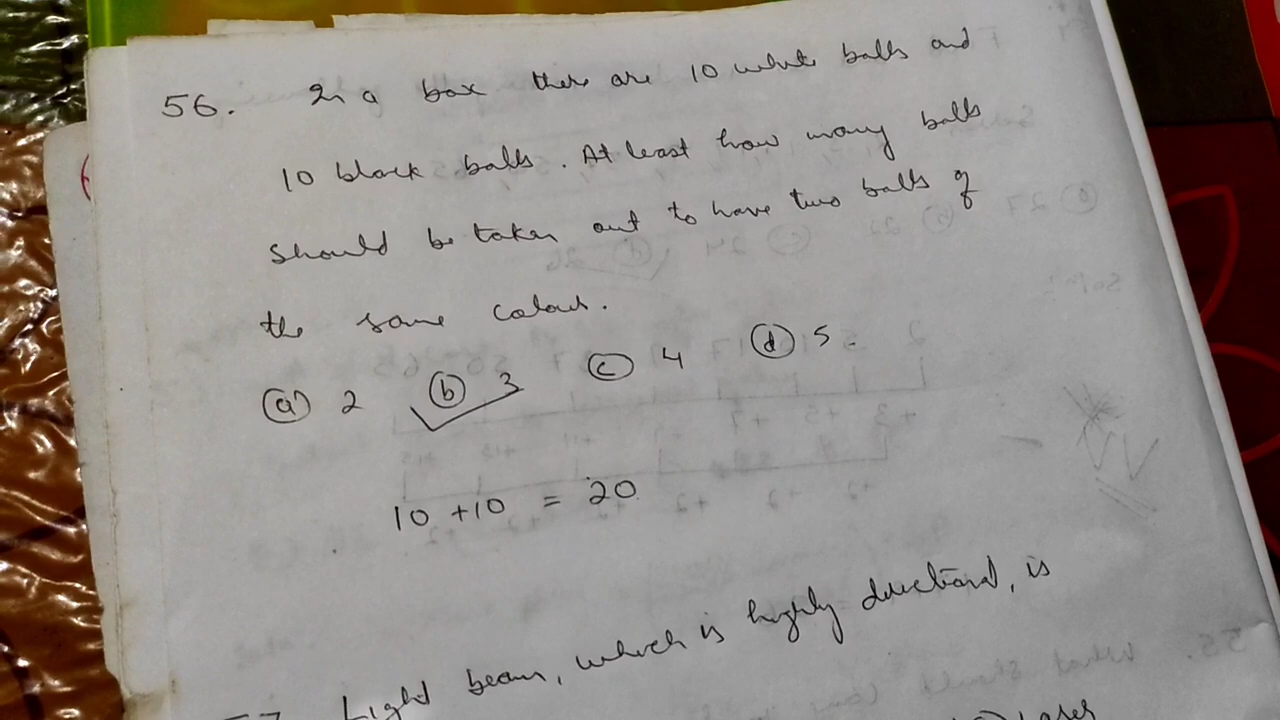 56. In a box there are 10 white balls and
10 black balls. At least how many balls
should be taken out to have two balls of
the same colour.
(a) 2 (b) 3 (c) 4 (d) 5.
10 + 10 = 20
57. Light beam, which is highly directional, is
Laser